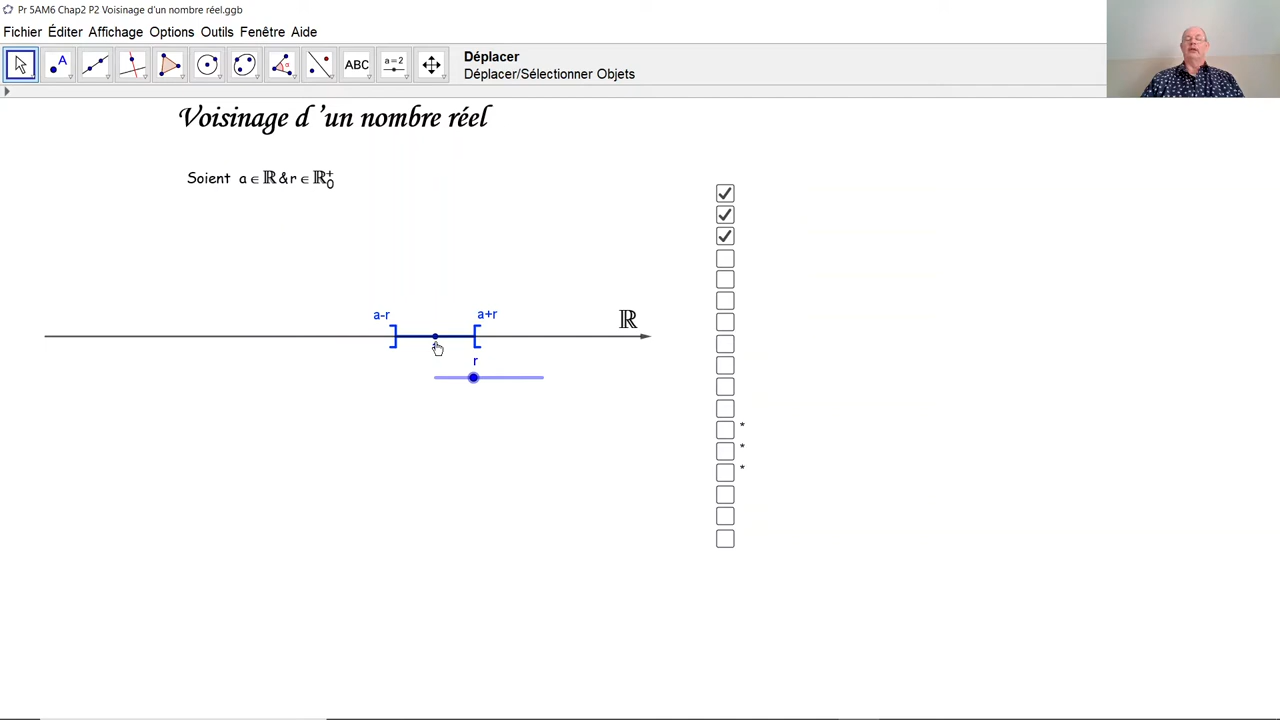 Pr 5AM6 Chap2 P2 Voisinage d'un nombre réel.ggb
Fichier Éditer Affichage Options Outils Fenêtre Aide
A
ABC
a=2
Déplacer
Déplacer/Sélectionner Objets
Voisinage d 'un nombre réel
Soient a ∈ ℝ & r ∈ ℝ₀⁺
a-r
a+r
ℝ
r
*
*
*